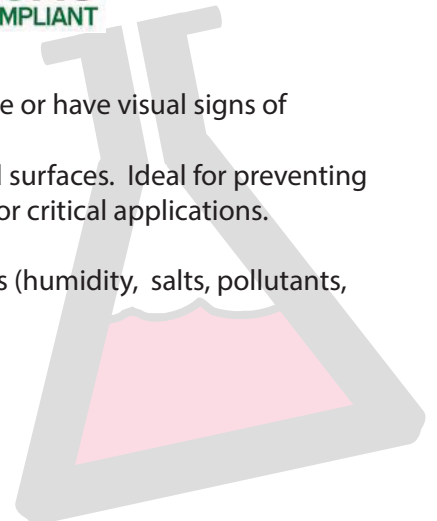 MPLIANT
e or have visual signs of
surfaces. Ideal for preventing
or critical applications.
s (humidity, salts, pollutants,